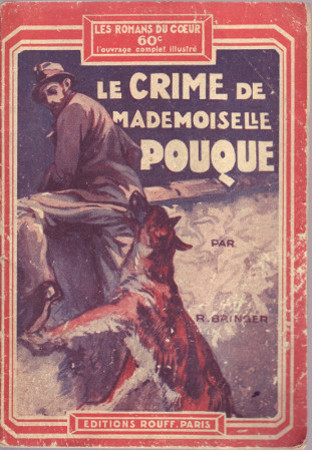 LES ROMANS DU CŒUR
60c
l'ouvrage complet illustré
LE CRIME DE
MADEMOISELLE
POUQUE
PAR
R. BRINGER
EDITIONS ROUFF. PARIS